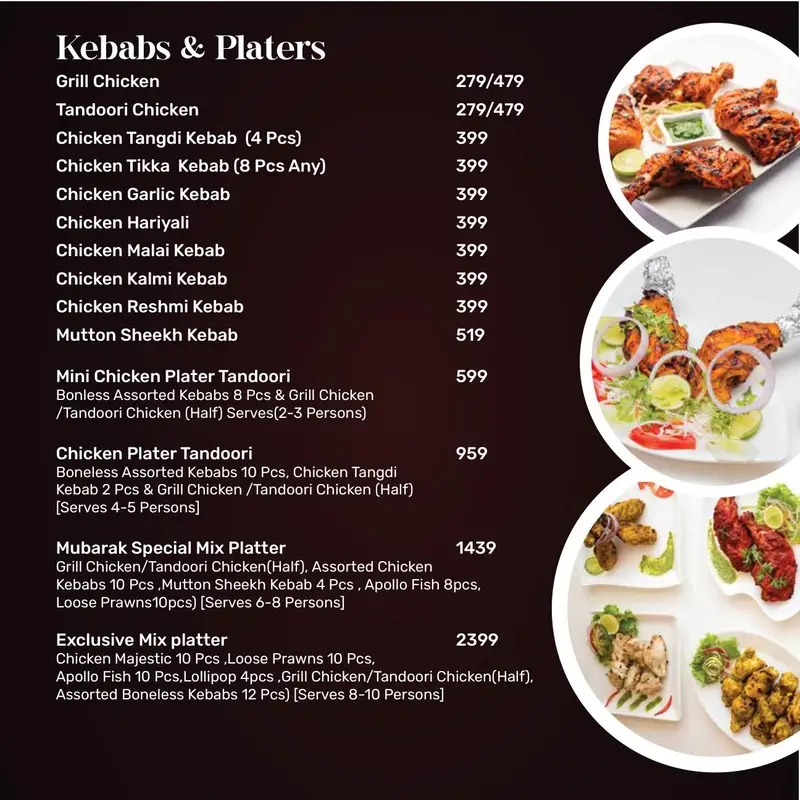 Kebabs & Platers
Grill Chicken 279/479
Tandoori Chicken 279/479
Chicken Tangdi Kebab (4 Pcs) 399
Chicken Tikka Kebab (8 Pcs Any) 399
Chicken Garlic Kebab 399
Chicken Hariyali 399
Chicken Malai Kebab 399
Chicken Kalmi Kebab 399
Chicken Reshmi Kebab 399
Mutton Sheekh Kebab 519
Mini Chicken Plater Tandoori 599
Bonless Assorted Kebabs 8 Pcs & Grill Chicken
/Tandoori Chicken (Half) Serves(2-3 Persons)
Chicken Plater Tandoori 959
Boneless Assorted Kebabs 10 Pcs, Chicken Tangdi
Kebab 2 Pcs & Grill Chicken /Tandoori Chicken (Half)
[Serves 4-5 Persons]
Mubarak Special Mix Platter 1439
Grill Chicken/Tandoori Chicken(Half), Assorted Chicken
Kebabs 10 Pcs ,Mutton Sheekh Kebab 4 Pcs , Apollo Fish 8pcs,
Loose Prawns10pcs) [Serves 6-8 Persons]
Exclusive Mix platter 2399
Chicken Majestic 10 Pcs ,Loose Prawns 10 Pcs,
Apollo Fish 10 Pcs,Lollipop 4pcs ,Grill Chicken/Tandoori Chicken(Half),
Assorted Boneless Kebabs 12 Pcs) [Serves 8-10 Persons]